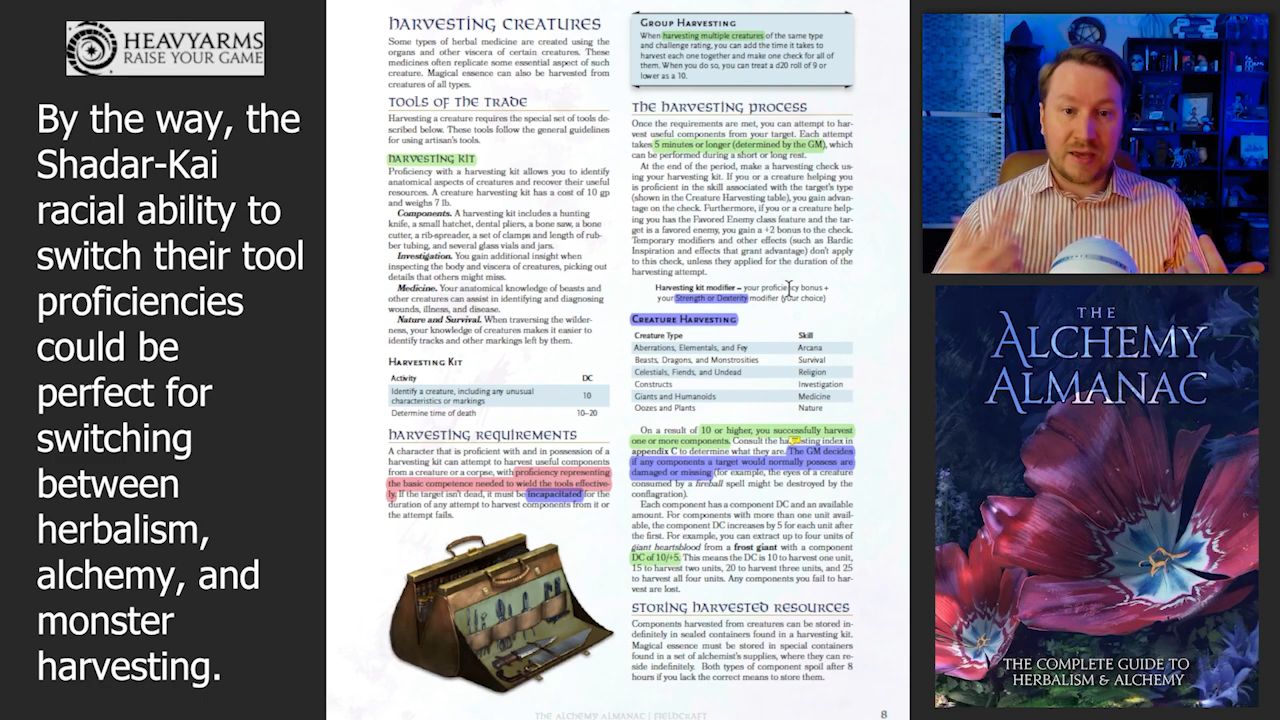 HEAVYARMS
RAISE YOUR GAME
By the way, the
Shadar-Kai
racial ability to
switch their tool
proficiencies
could be
perfect for
switching
between
herbalism,
alchemy, and
monster
harvesting.
HARVESTING CREATURES
Some types of herbal medicine are created using the
organs and other viscera of certain creatures. These
medicines often replicate some essential aspect of such
creature. Magical essence can also be harvested from
creatures of all types.
TOOLS OF THE TRADE
Harvesting a creature requires the special set of tools de-
scribed below. These tools follow the general guidelines
for using artisan's tools.
HARVESTING KIT
Proficiency with a harvesting kit allows you to identify
anatomical aspects of creatures and recover their useful
resources. A creature harvesting kit has a cost of 10 gp
and weighs 7 lb.
Components. A harvesting kit includes a hunting
knife, a small hatchet, dental pliers, a bone saw, a bone
cutter, a rib-spreader, a set of clamps and length of rub-
ber tubing, and several glass vials and jars.
Investigation. You gain additional insight when
inspecting the body and viscera of creatures, picking out
details that others might miss.
Medicine. Your anatomical knowledge of beasts and
other creatures can assist in identifying and diagnosing
wounds, illness, and disease.
Nature and Survival. When traversing the wilder-
ness, your knowledge of creatures makes it easier to
identify tracks and other markings left by them.
HARVESTING KIT
Activity DC
Identify a creature, including any unusual
characteristics or markings 10
Determine time of death 10–20
HARVESTING REQUIREMENTS
A character that is proficient with and in possession of a
harvesting kit can attempt to harvest useful components
from a creature or a corpse, with proficiency representing
the basic competence needed to wield the tools effective-
ly. If the target isn't dead, it must be incapacitated for the
duration of any attempt to harvest components from it or
the attempt fails.
GROUP HARVESTING
When harvesting multiple creatures of the same type
and challenge rating, you can add the time it takes to
harvest each one together and make one check for all of
them. When you do so, you can treat a d20 roll of 9 or
lower as a 10.
THE HARVESTING PROCESS
Once the requirements are met, you can attempt to har-
vest useful components from your target. Each attempt
takes 5 minutes or longer (determined by the GM), which
can be performed during a short or long rest.
At the end of the period, make a harvesting check us-
ing your harvesting kit. If you or a creature helping you
is proficient in the skill associated with the target's type
(shown in the Creature Harvesting table), you gain advan-
tage on the check. Furthermore, if you or a creature help-
ing you has the Favored Enemy class feature and the tar-
get is a favored enemy, you gain a +2 bonus to the check.
Temporary modifiers and other effects (such as Bardic
Inspiration and effects that grant advantage) don't apply
to this check, unless they applied for the duration of the
harvesting attempt.
Harvesting kit modifier – your proficiency bonus +
your Strength or Dexterity modifier (your choice)
CREATURE HARVESTING
Creature Type Skill
Aberrations, Elementals, and Fey Arcana
Beasts, Dragons, and Monstrosities Survival
Celestials, Fiends, and Undead Religion
Constructs Investigation
Giants and Humanoids Medicine
Oozes and Plants Nature
On a result of 10 or higher, you successfully harvest
one or more components. Consult the harvesting index in
appendix C to determine what they are. The GM decides
if any components a target would normally possess are
damaged or missing (for example, the eyes of a creature
consumed by a fireball spell might be destroyed by the
conflagration).
Each component has a component DC and an available
amount. For components with more than one unit avail-
able, the component DC increases by 5 for each unit after
the first. For example, you can extract up to four units of
giant heartsblood from a frost giant with a component
DC of 10/+5. This means the DC is 10 to harvest one unit,
15 to harvest two units, 20 to harvest three units, and 25
to harvest all four units. Any components you fail to har-
vest are lost.
STORING HARVESTED RESOURCES
Components harvested from creatures can be stored in-
definitely in sealed containers found in a harvesting kit.
Magical essence must be stored in special containers
found in a set of alchemist's supplies, where they can re-
side indefinitely. Both types of component spoil after 8
hours if you lack the correct means to store them.
THE ALCHEMY ALMANAC | FIELDCRAFT
8
THE
ALCHEMY
ALMANAC
THE COMPLETE GUIDE TO
HERBALISM & ALCHEMY